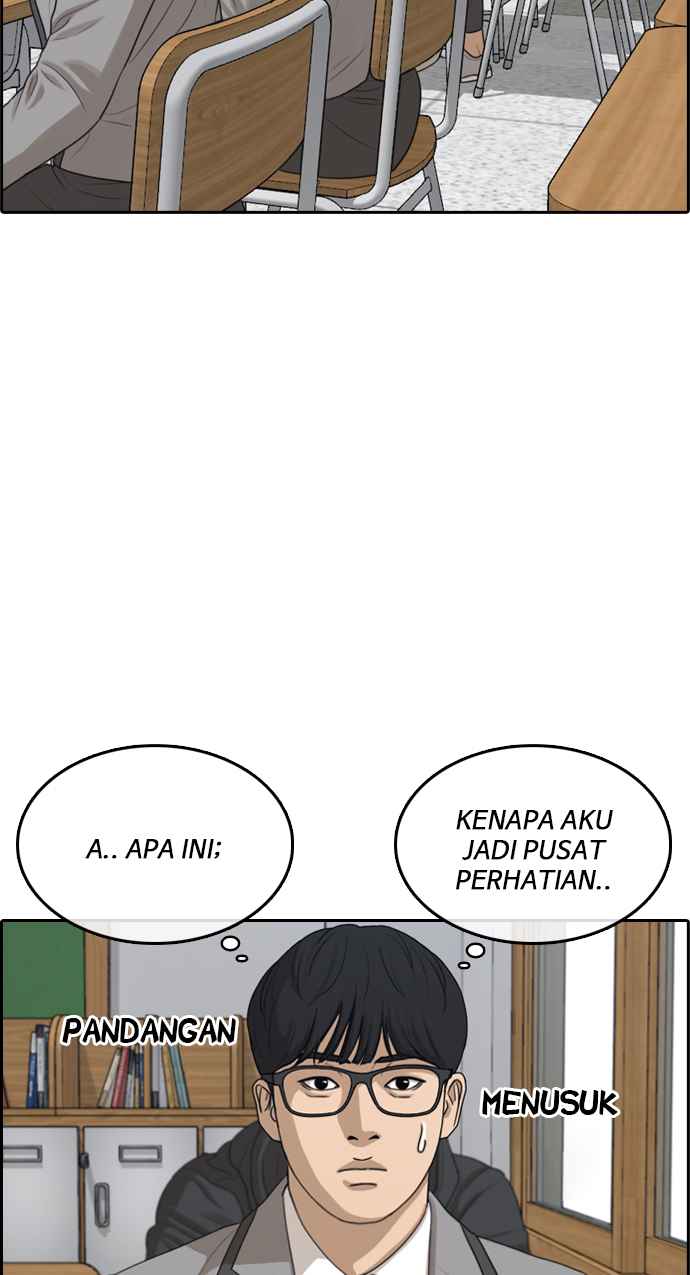 A.. APA INI;
KENAPA AKU
JADI PUSAT
PERHATIAN..
PANDANGAN
MENUSUK